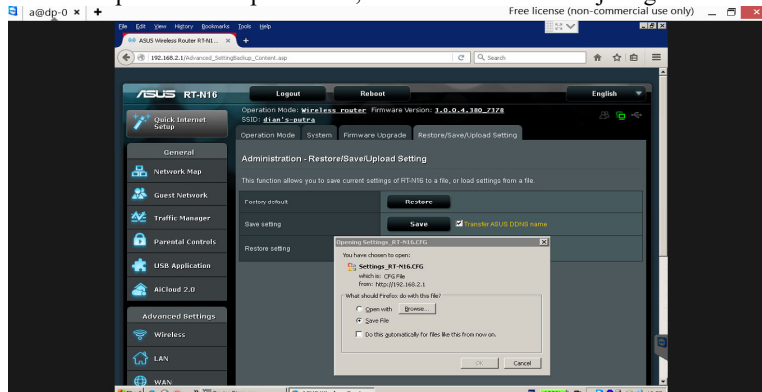 a@dp-0 × +
Free license (non-commercial use only)
File Edit View History Bookmarks Tools Help
ASUS Wireless Router RT-N1... × +
192.168.2.1/Advanced_SettingBackup_Content.asp
Search
ASUS RT-N16
Logout
Reboot
English
Quick Internet Setup
Operation Mode: Wireless router Firmware Version: 3.0.0.4.380_7378
SSID: dian's-putra
Operation Mode System Firmware Upgrade Restore/Save/Upload Setting
General
Network Map
Guest Network
Traffic Manager
Parental Controls
USB Application
AiCloud 2.0
Advanced Settings
Wireless
LAN
WAN
Administration - Restore/Save/Upload Setting
This function allows you to save current settings of RT-N16 to a file, or load settings from a file.
Factory default Restore
Save setting Save Transfer ASUS DDNS name
Restore setting
Opening Settings_RT-N16.CFG
You have chosen to open:
Settings_RT-N16.CFG
which is: CFG File
from: http://192.168.2.1
What should Firefox do with this file?
Open with Browse...
Save File
Do this automatically for files like this from now on.
OK Cancel